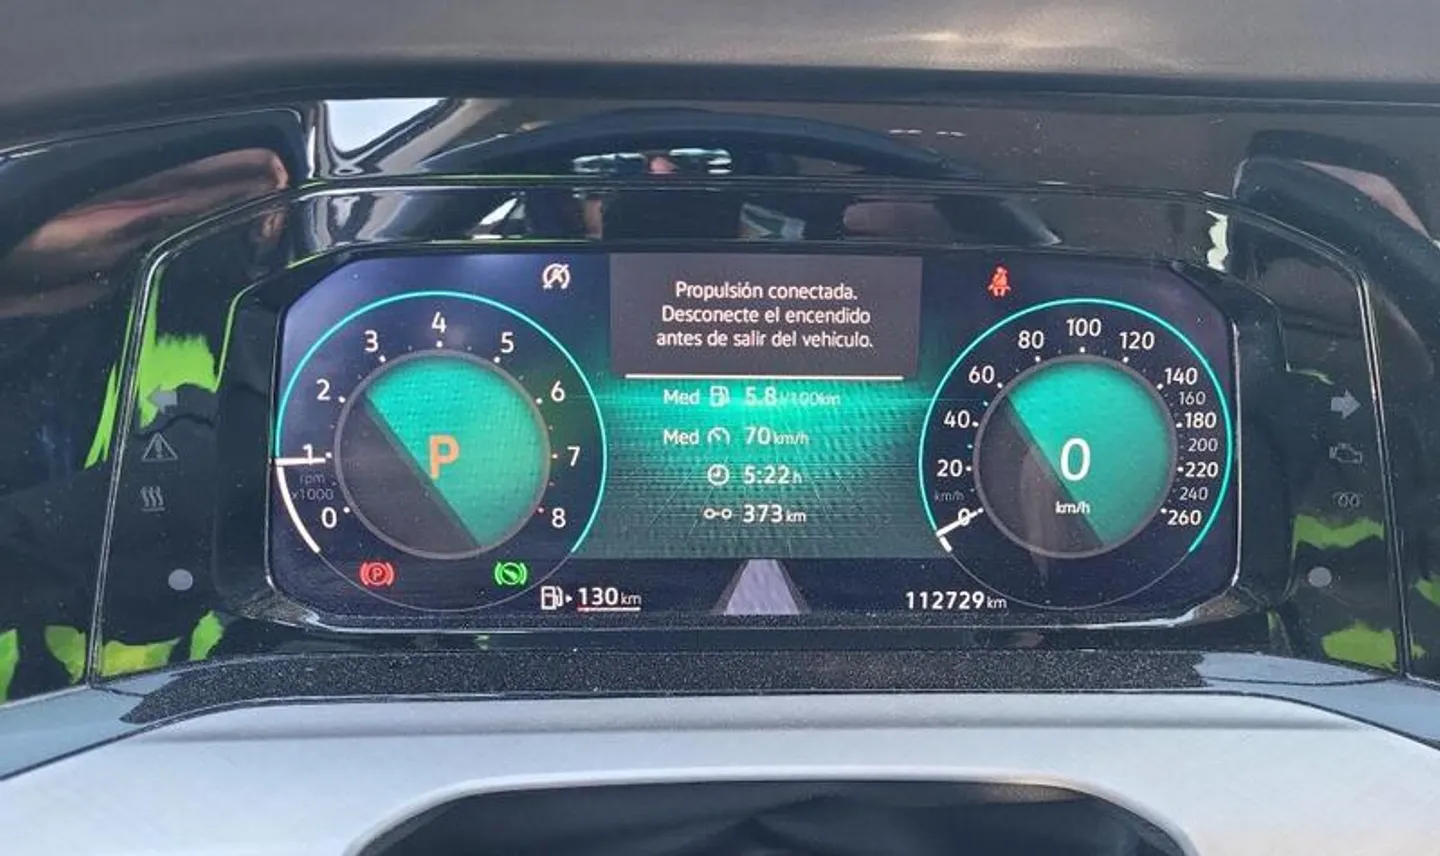 Propulsión conectada.
Desconecte el encendido
antes de salir del vehículo.
Med 5.8 l/100km
Med 70 km/h
5:22 h
373 km
0
1
2
3
4
5
6
7
8
rpm
x1000
P
P
130 km
0
20
40
60
80
100
120
140
160
180
200
220
240
260
km/h
0
km/h
112729 km
A